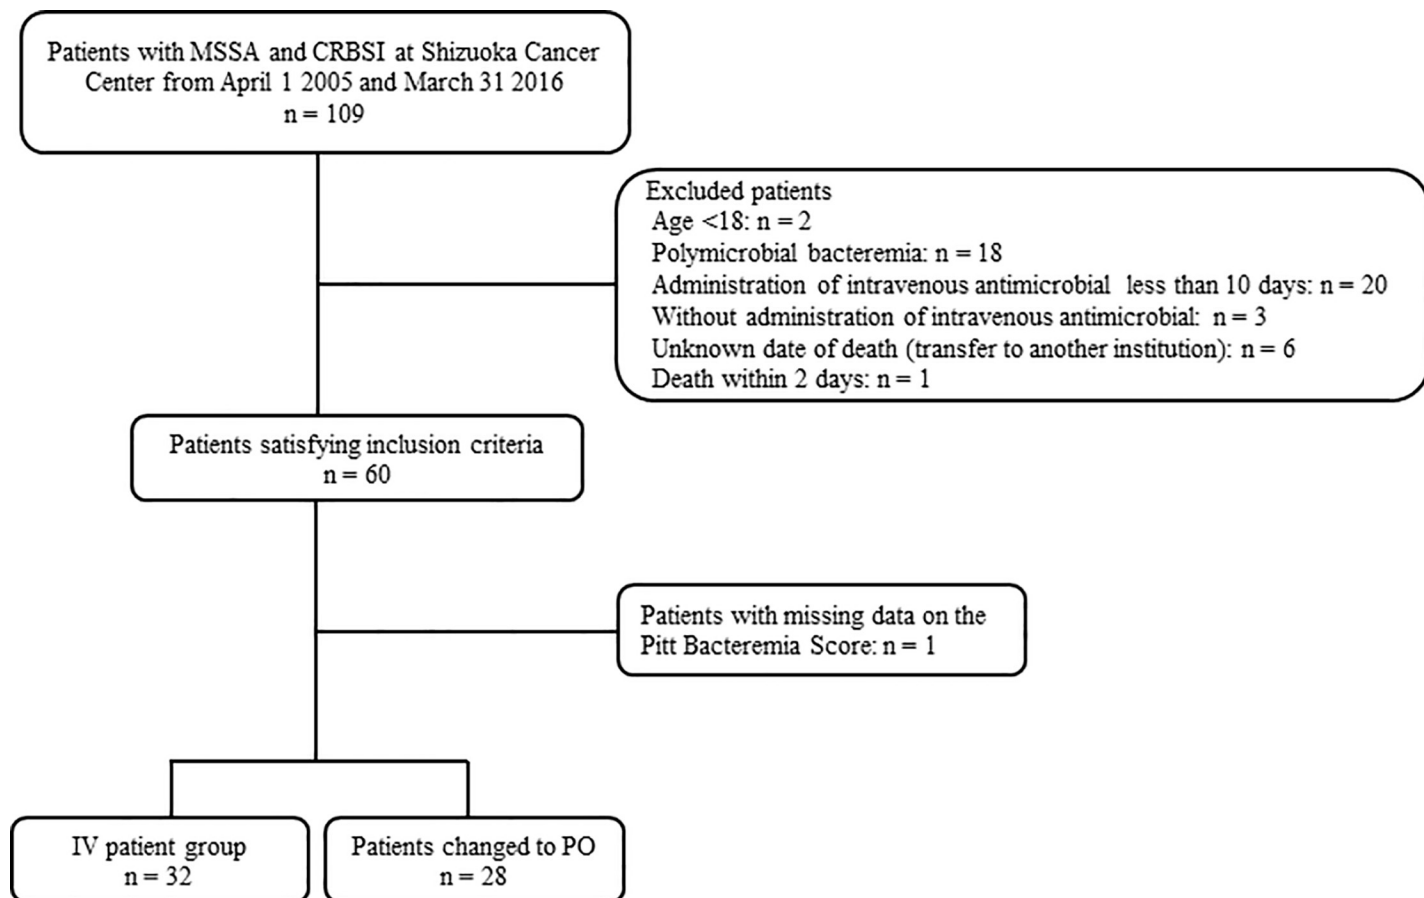 Patients with MSSA and CRBSI at Shizuoka Cancer
Center from April 1 2005 and March 31 2016
n = 109
Excluded patients
Age <18: n = 2
Polymicrobial bacteremia: n = 18
Administration of intravenous antimicrobial less than 10 days: n = 20
Without administration of intravenous antimicrobial: n = 3
Unknown date of death (transfer to another institution): n = 6
Death within 2 days: n = 1
Patients satisfying inclusion criteria
n = 60
Patients with missing data on the
Pitt Bacteremia Score: n = 1
IV patient group
n = 32
Patients changed to PO
n = 28